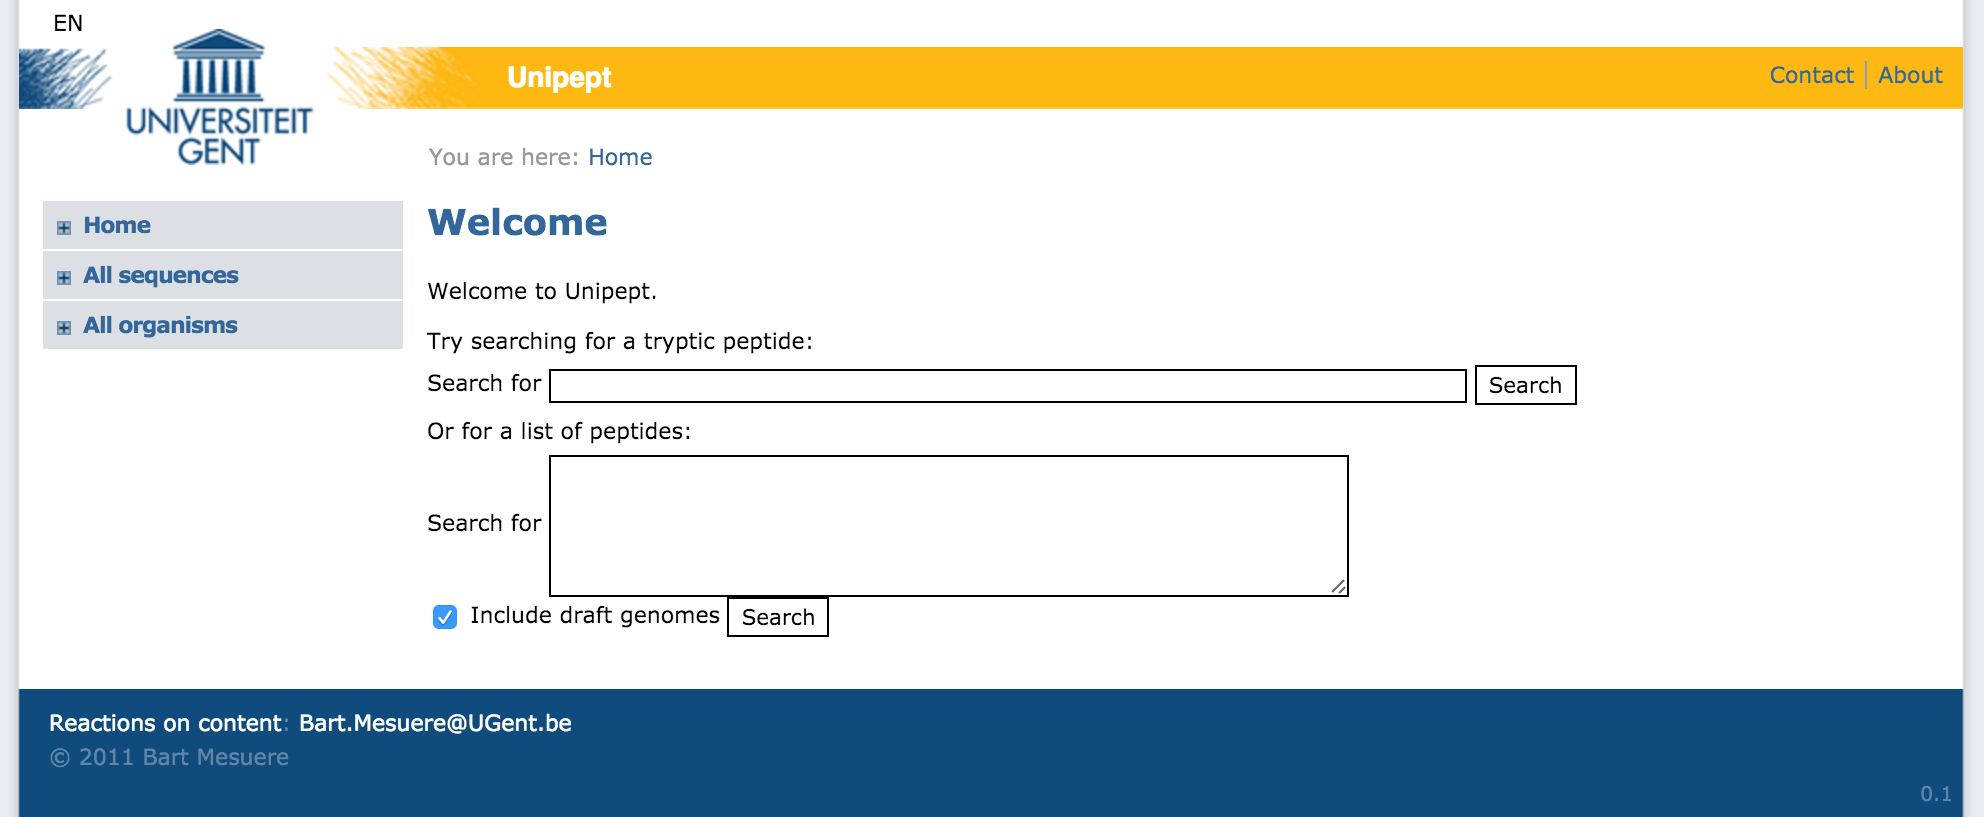 EN
UNIVERSITEIT
GENT
Unipept
Contact About
You are here: Home
Home
All sequences
All organisms
Welcome
Welcome to Unipept.
Try searching for a tryptic peptide:
Search for Search
Or for a list of peptides:
Search for
Include draft genomes Search
Reactions on content: Bart.Mesuere@UGent.be
© 2011 Bart Mesuere
0.1